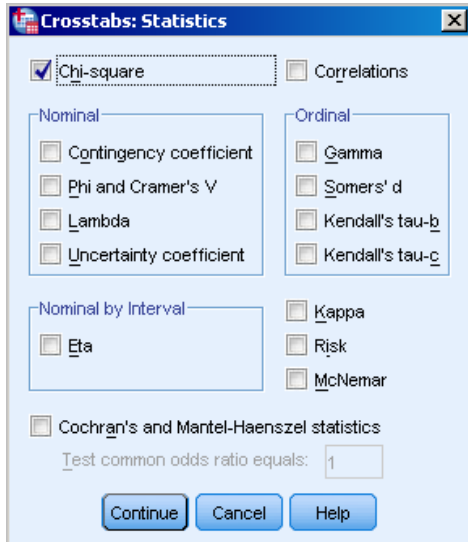 Crosstabs: Statistics
Chi-square
Correlations
Nominal
Contingency coefficient
Phi and Cramer's V
Lambda
Uncertainty coefficient
Ordinal
Gamma
Somers' d
Kendall's tau-b
Kendall's tau-c
Nominal by Interval
Eta
Kappa
Risk
McNemar
Cochran's and Mantel-Haenszel statistics
Test common odds ratio equals: 1
Continue
Cancel
Help